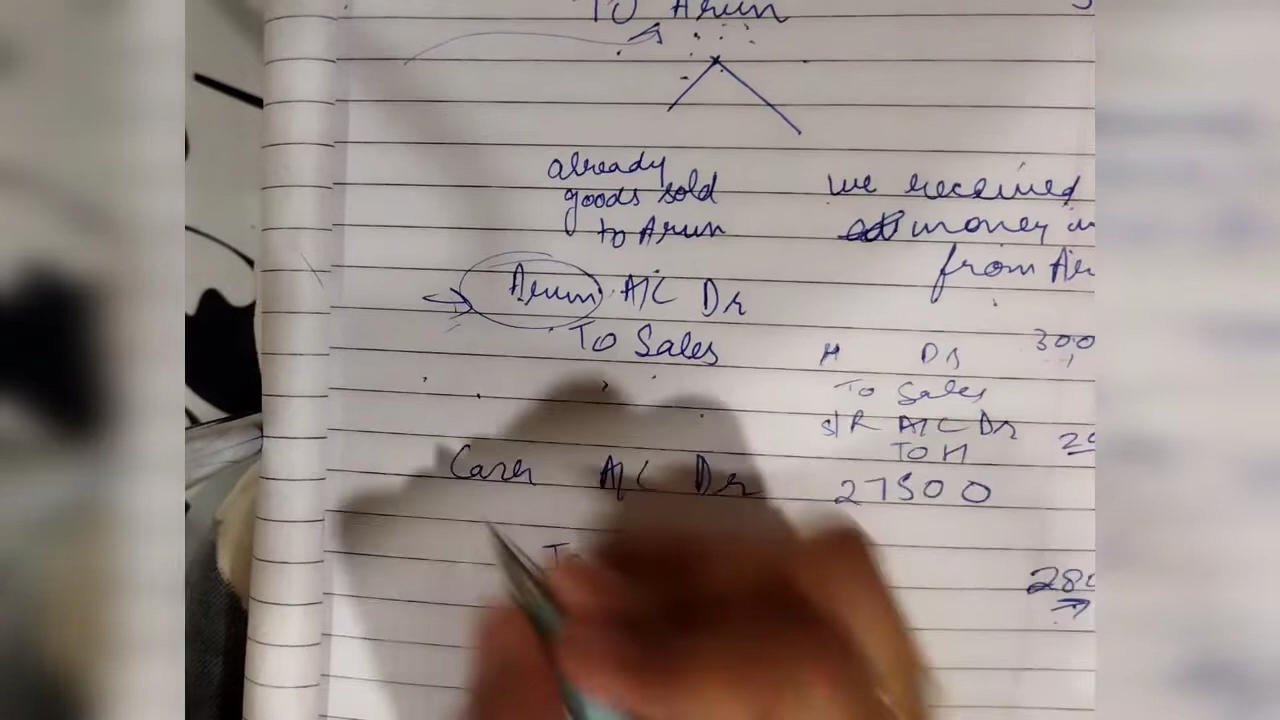 To Arun
already
goods sold
to Arun
we received
money
from
Arun A/C Dr
To Sales
H Dr 300
To Sales
S/R A/C Dr
To H
Cash A/C Dr 27500
To